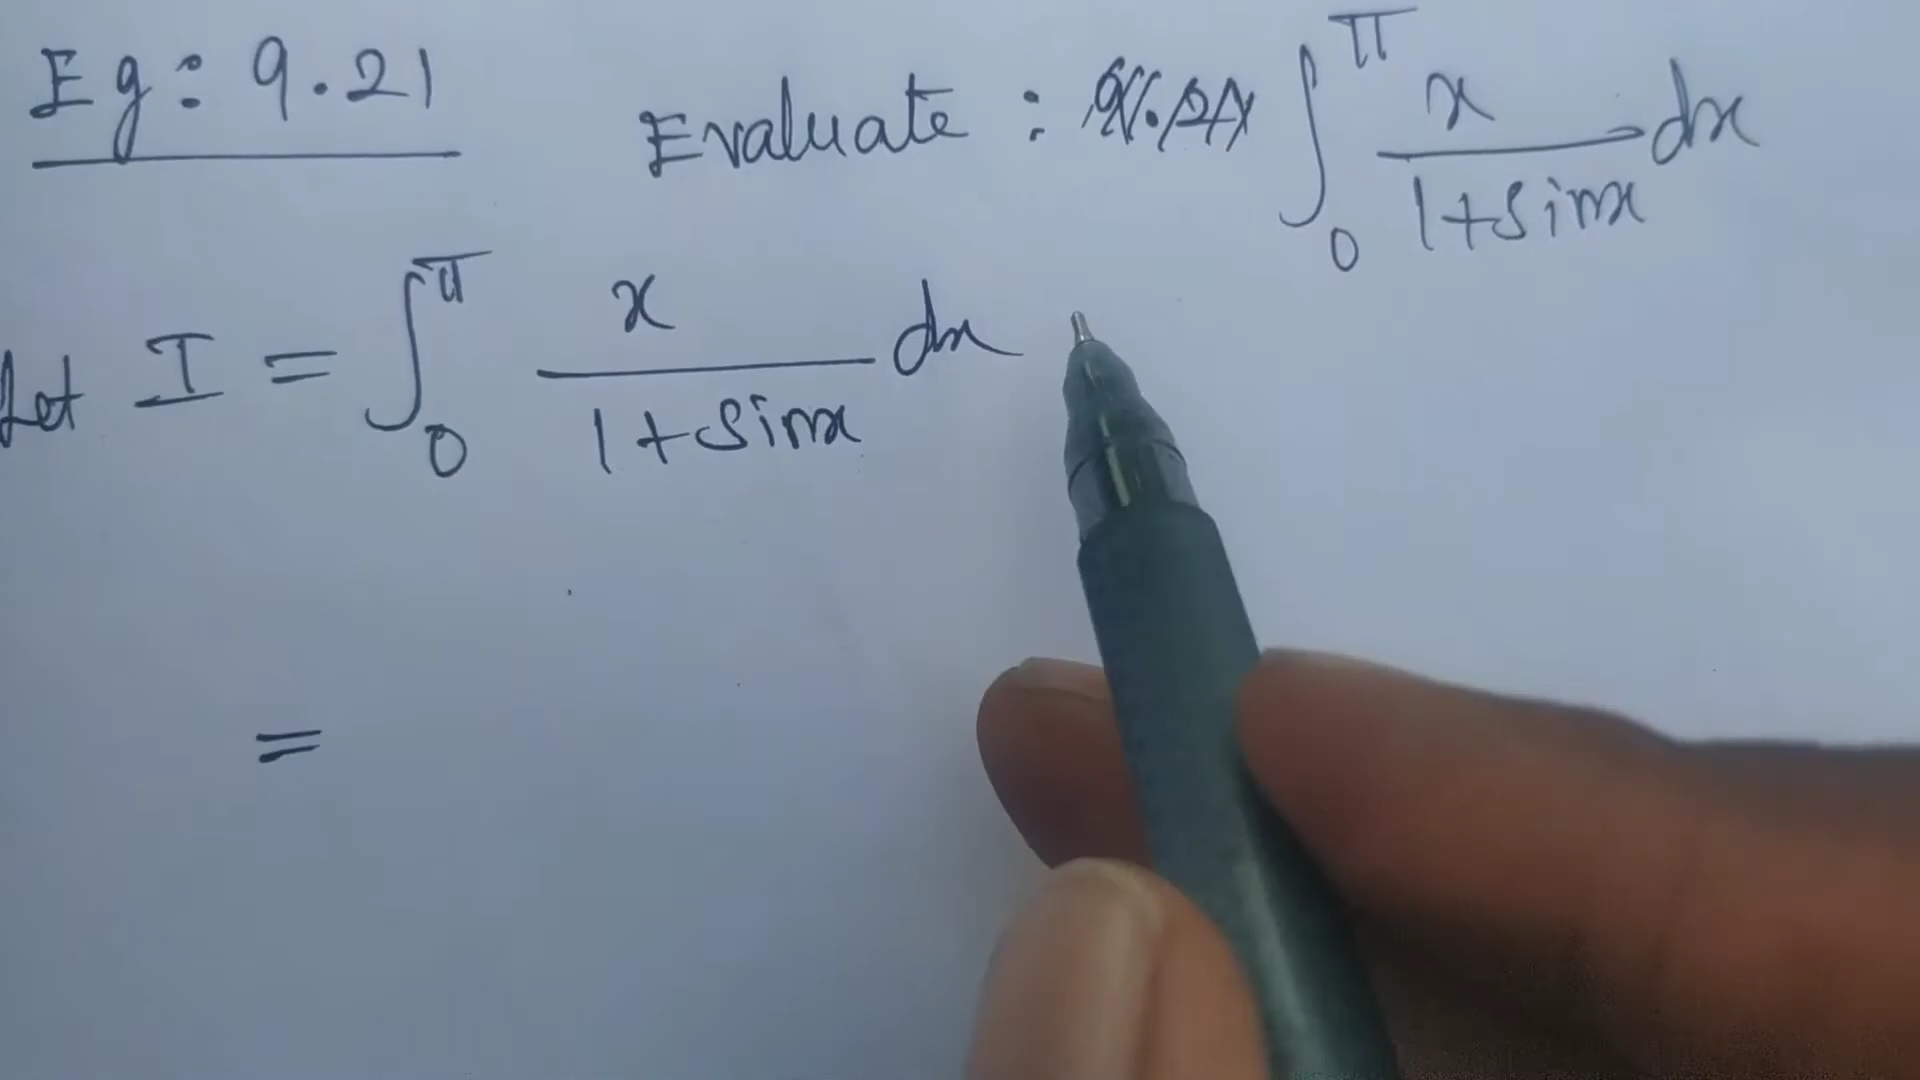 Eg: 9.21 Evaluate : ∫₀^π x/(1+sinx) dx
Let I = ∫₀^π x/(1+sinx) dx
=